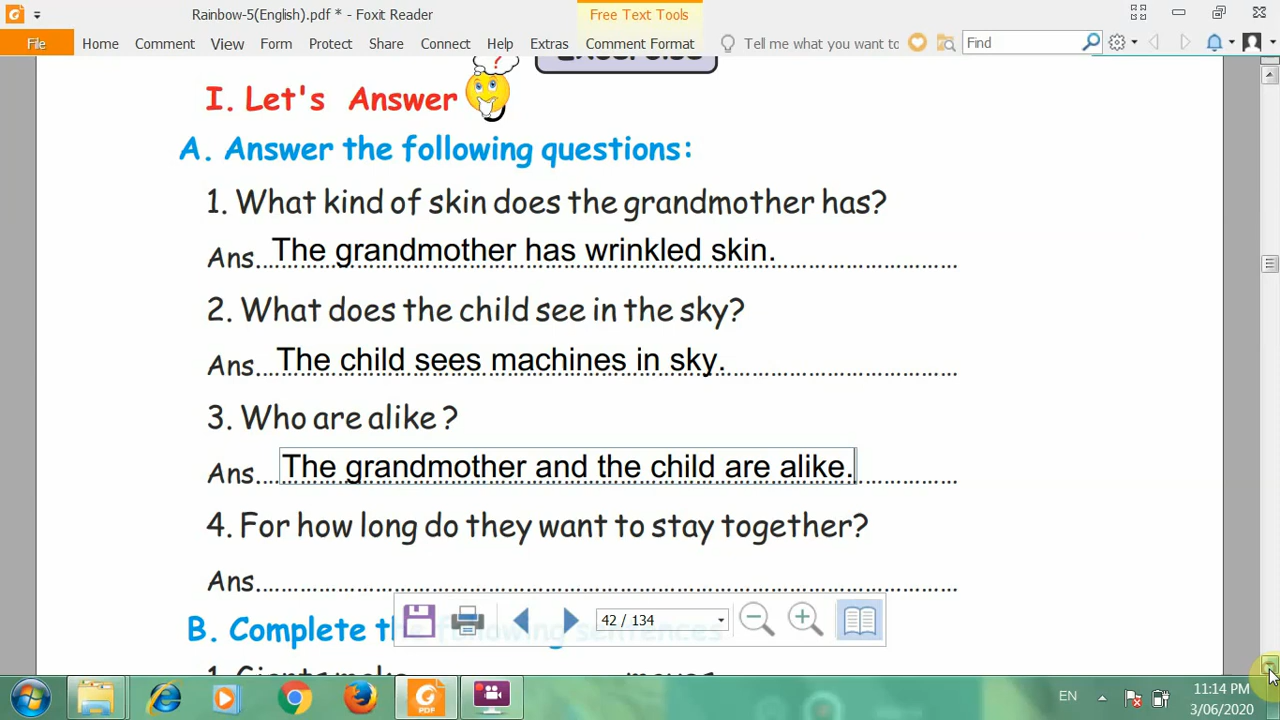 Rainbow-5(English).pdf * - Foxit Reader
Free Text Tools
File Home Comment View Form Protect Share Connect Help Extras Comment Format Tell me what you want to Find
?
I. Let's Answer
A. Answer the following questions:
1. What kind of skin does the grandmother has?
Ans. The grandmother has wrinkled skin.
2. What does the child see in the sky?
Ans. The child sees machines in sky.
3. Who are alike ?
Ans. The grandmother and the child are alike.
4. For how long do they want to stay together?
Ans.
42 / 134
B. Complete the following sentences
PDF
EN
11:14 PM
3/06/2020